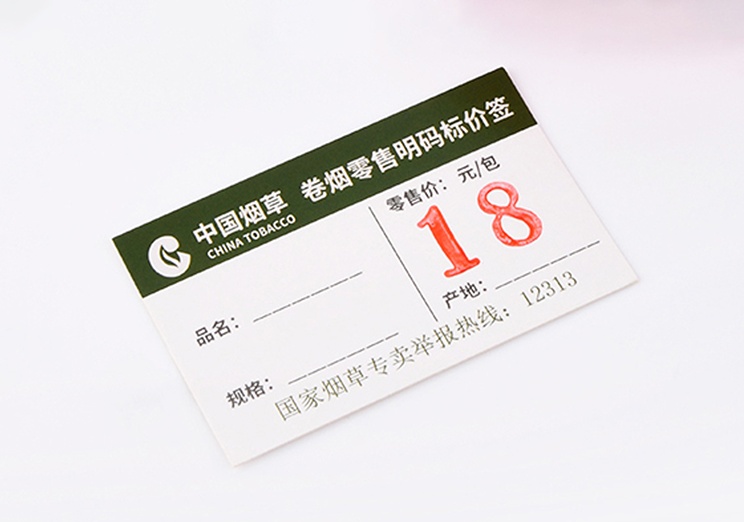 中国烟草 卷烟零售明码标价签
CHINA TOBACCO
零售价：元/包
18
品名：
产地：
规格：
国家烟草专卖举报热线：12313